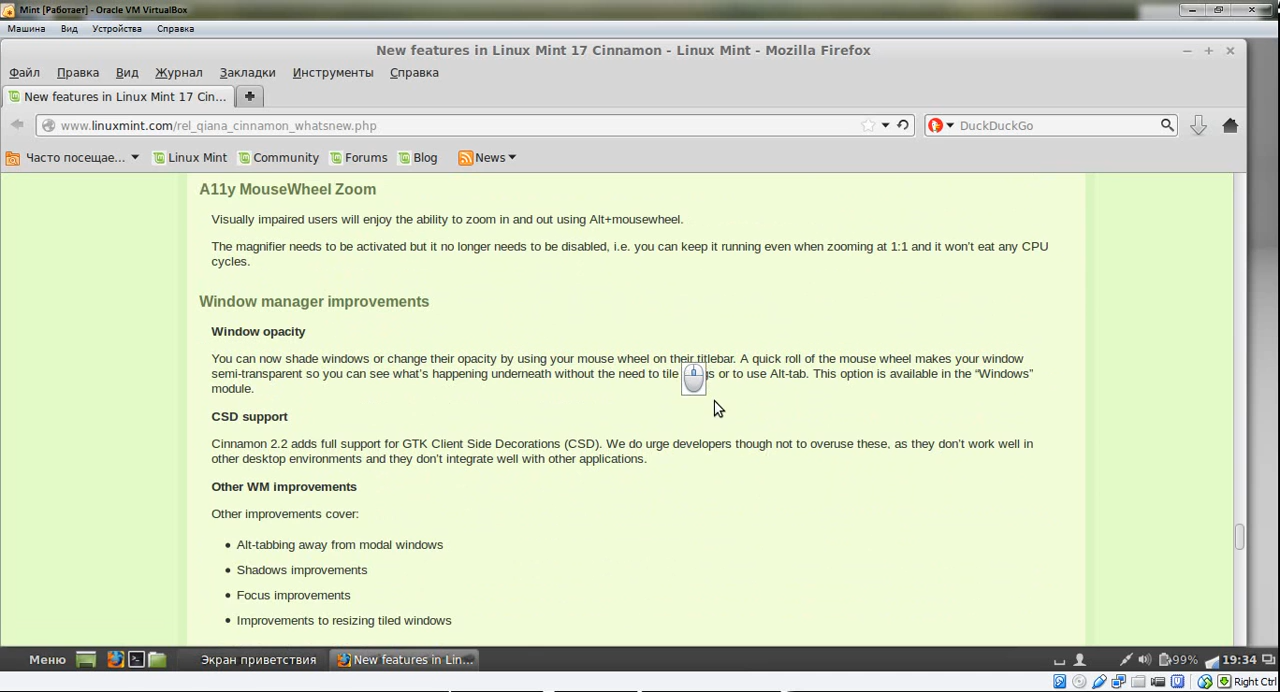 Mint [Работает] - Oracle VM VirtualBox
Машина Вид Устройства Справка
New features in Linux Mint 17 Cinnamon - Linux Mint - Mozilla Firefox
Файл Правка Вид Журнал Закладки Инструменты Справка
New features in Linux Mint 17 Cin...
www.linuxmint.com/rel_qiana_cinnamon_whatsnew.php DuckDuckGo
Часто посещае... Linux Mint Community Forums Blog News
A11y MouseWheel Zoom
Visually impaired users will enjoy the ability to zoom in and out using Alt+mousewheel.
The magnifier needs to be activated but it no longer needs to be disabled, i.e. you can keep it running even when zooming at 1:1 and it won’t eat any CPU
cycles.
Window manager improvements
Window opacity
You can now shade windows or change their opacity by using your mouse wheel on their titlebar. A quick roll of the mouse wheel makes your window
semi-transparent so you can see what’s happening underneath without the need to tile or to use Alt-tab. This option is available in the “Windows”
module.
CSD support
Cinnamon 2.2 adds full support for GTK Client Side Decorations (CSD). We do urge developers though not to overuse these, as they don’t work well in
other desktop environments and they don’t integrate well with other applications.
Other WM improvements
Other improvements cover:
• Alt-tabbing away from modal windows
• Shadows improvements
• Focus improvements
• Improvements to resizing tiled windows
Меню Экран приветствия New features in Lin... 99% 19:34
Right Ctrl